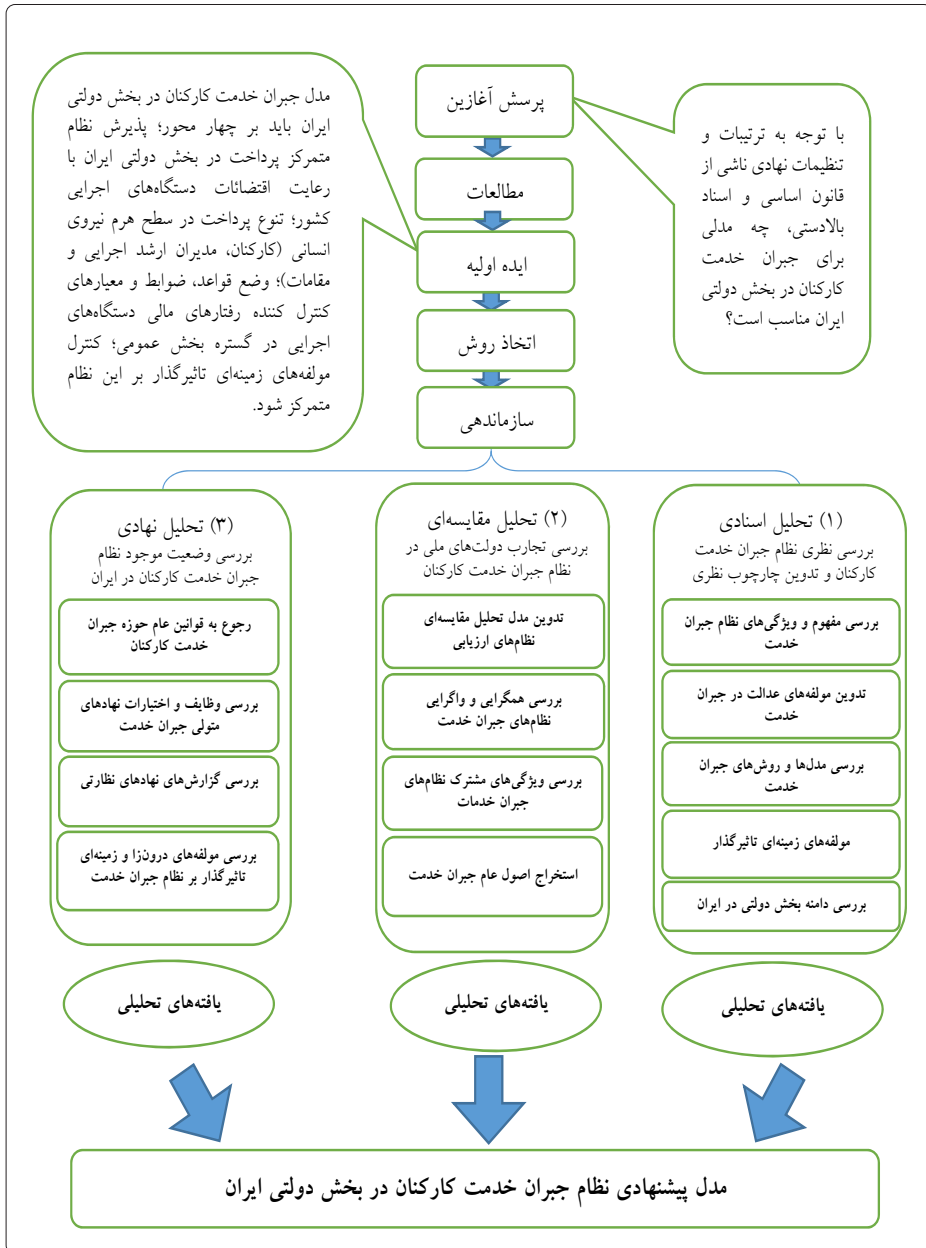 پرسش آغازین
با توجه به ترتیبات و
تنظیمات نهادی ناشی از
قانون اساسی و اسناد
بالادستی، چه مدلی
برای جبران خدمت
کارکنان در بخش دولتی
ایران مناسب است؟
مطالعات
ایده اولیه
مدل جبران خدمت کارکنان در بخش دولتی
ایران باید بر چهار محور؛ پذیرش نظام
متمرکز پرداخت در بخش دولتی ایران با
رعایت اقتضائات دستگاه‌های اجرایی
کشور؛ تنوع پرداخت در سطح هرم نیروی
انسانی (کارکنان، مدیران ارشد اجرایی و
مقامات)؛ وضع قواعد، ضوابط و معیارهای
کنترل کننده رفتارهای مالی دستگاه‌های
اجرایی در گستره بخش عمومی؛ کنترل
مولفه‌های زمینه‌ای تاثیرگذار بر این نظام
متمرکز شود.
اتخاذ روش
سازماندهی
(۱) تحلیل اسنادی
بررسی نظری نظام جبران خدمت
کارکنان و تدوین چارچوب نظری
بررسی مفهوم و ویژگی‌های نظام جبران
خدمت
تدوین مولفه‌های عدالت در جبران
خدمت
بررسی مدل‌ها و روش‌های جبران
خدمت
مولفه‌های زمینه‌ای تاثیرگذار
بررسی دامنه بخش دولتی در ایران
یافته‌های تحلیلی
(۲) تحلیل مقایسه‌ای
بررسی تجارب دولت‌های ملی در
نظام جبران خدمت کارکنان
تدوین مدل تحلیل مقایسه‌ای
نظام‌های ارزیابی
بررسی همگرایی و واگرایی
نظام‌های جبران خدمت
بررسی ویژگی‌های مشترک نظام‌های
جبران خدمات
استخراج اصول عام جبران خدمت
یافته‌های تحلیلی
(۳) تحلیل نهادی
بررسی وضعیت موجود نظام
جبران خدمت کارکنان در ایران
رجوع به قوانین عام حوزه جبران
خدمت کارکنان
بررسی وظایف و اختیارات نهادهای
متولی جبران خدمت
بررسی گزارش‌های نهادهای نظارتی
بررسی مولفه‌های درون‌زا و زمینه‌ای
تاثیرگذار بر نظام جبران خدمت
یافته‌های تحلیلی
مدل پیشنهادی نظام جبران خدمت کارکنان در بخش دولتی ایران